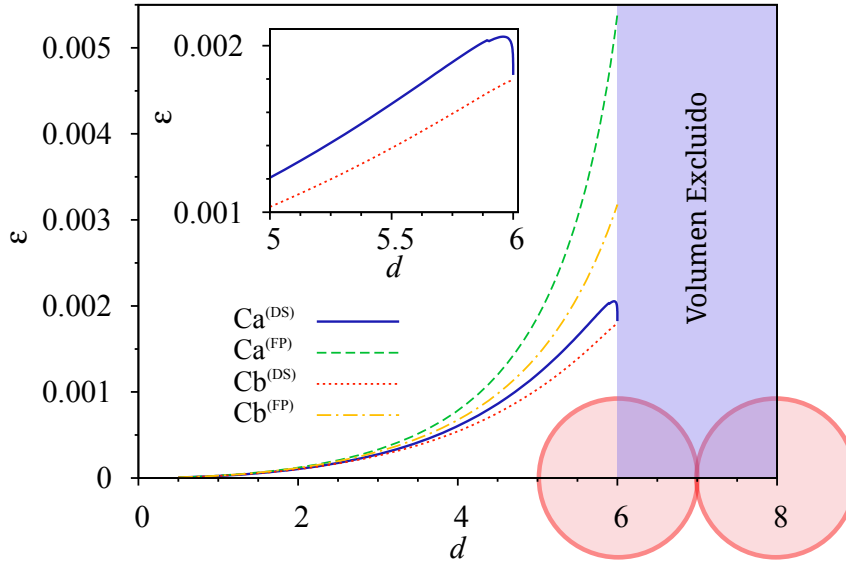 0.005
0.004
0.003
0.002
0.001
0
ε
0.002
0.001
ε
5
5.5
6
d
Ca(DS)
Ca(FP)
Cb(DS)
Cb(FP)
Volumen Excluido
0
2
4
6
8
d